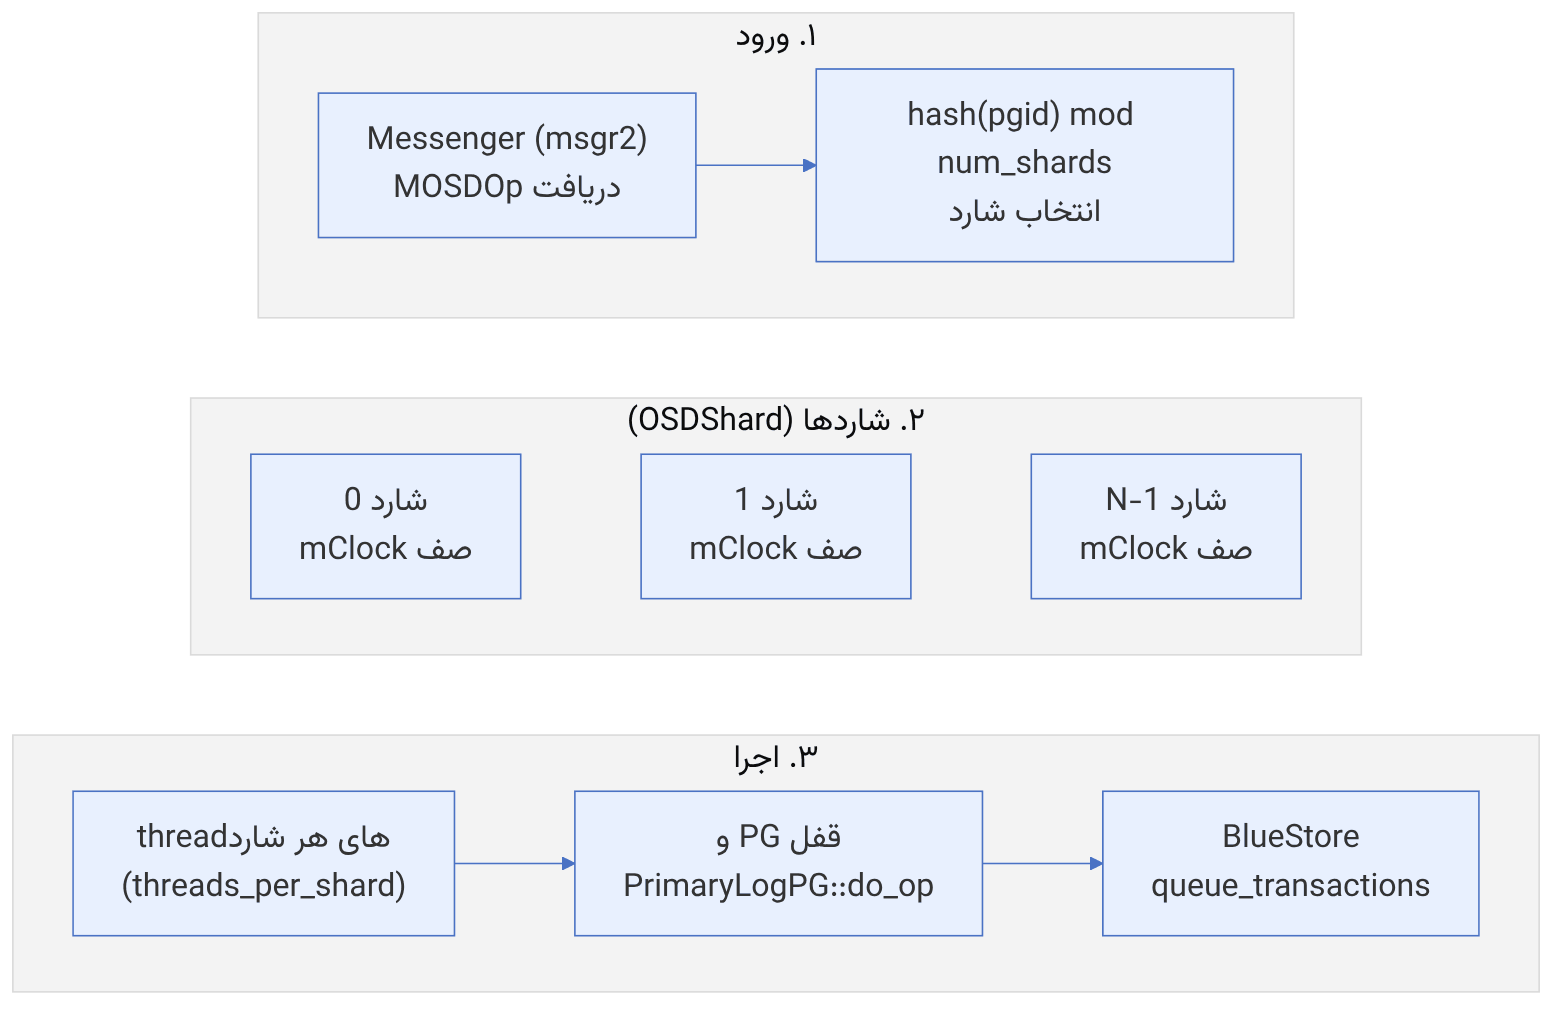 ۱. ورود
Messenger (msgr2)
دریافت MOSDOp
hash(pgid) mod
num_shards
انتخاب شارد
۲. شاردها (OSDShard)
شارد 0
صف mClock
شارد 1
صف mClock
شارد N-1
صف mClock
۳. اجرا
threadهای هر شارد
(threads_per_shard)
قفل PG و
PrimaryLogPG::do_op
BlueStore
queue_transactions